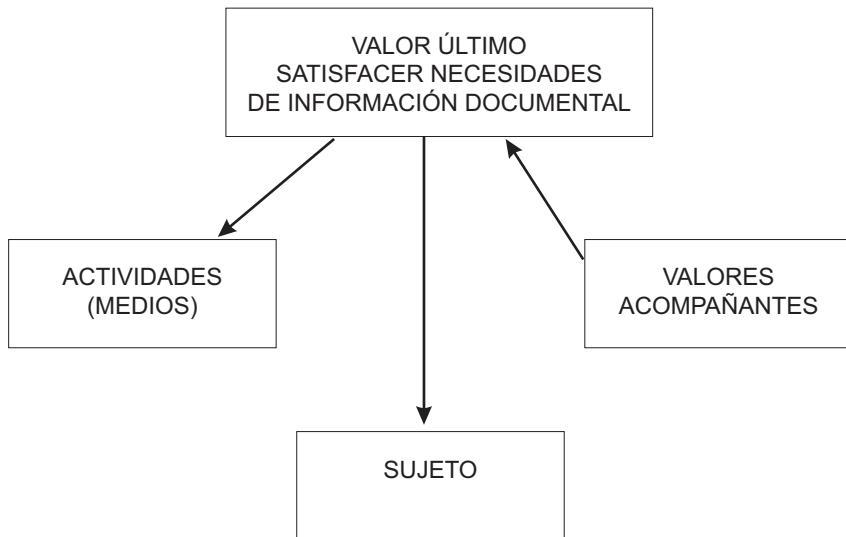 VALOR ÚLTIMO
SATISFACER NECESIDADES
DE INFORMACIÓN DOCUMENTAL
ACTIVIDADES
(MEDIOS)
VALORES
ACOMPAÑANTES
SUJETO